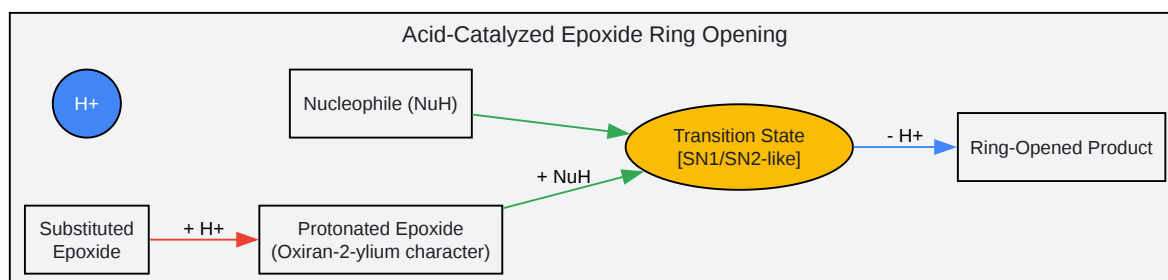 Acid-Catalyzed Epoxide Ring Opening
H+
Nucleophile (NuH)
Transition State
[SN1/SN2-like]
- H+
Ring-Opened Product
+ NuH
Substituted
Epoxide
+ H+
Protonated Epoxide
(Oxiran-2-ylium character)